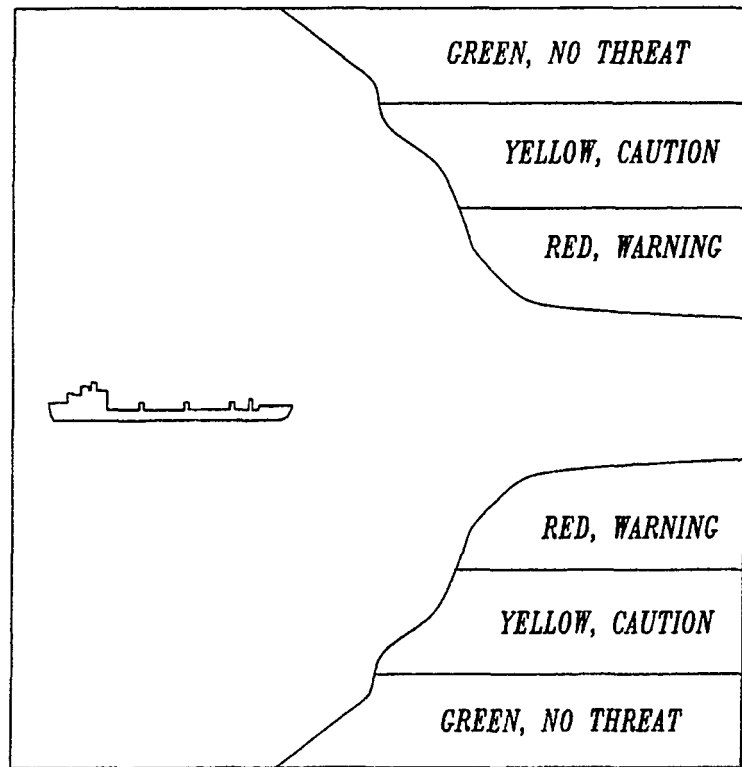 GREEN, NO THREAT
YELLOW, CAUTION
RED, WARNING
RED, WARNING
YELLOW, CAUTION
GREEN, NO THREAT